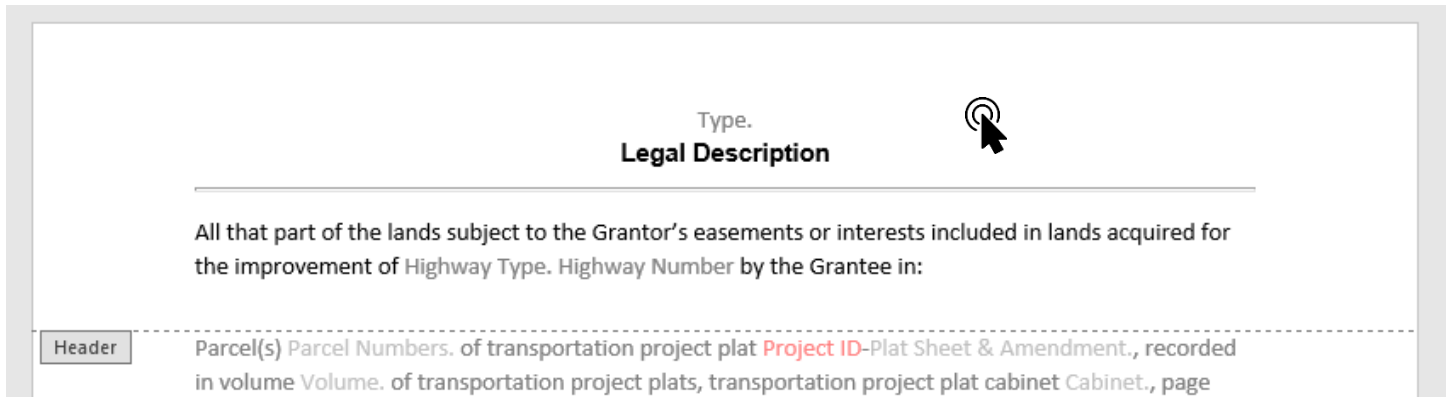 Type.
Legal Description
All that part of the lands subject to the Grantor’s easements or interests included in lands acquired for
the improvement of Highway Type. Highway Number by the Grantee in:
Header
Parcel(s) Parcel Numbers. of transportation project plat Project ID-Plat Sheet & Amendment., recorded
in volume Volume. of transportation project plats, transportation project plat cabinet Cabinet., page